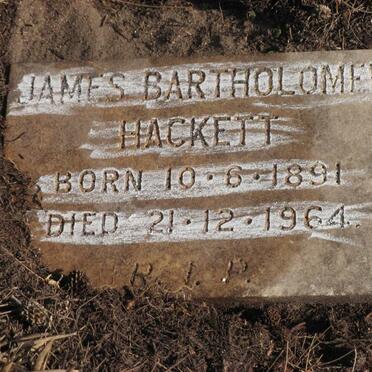 JAMES BARTHOLOMEW
HACKETT
BORN 10·6·1891
DIED 21·12·1964.
R.I.P.